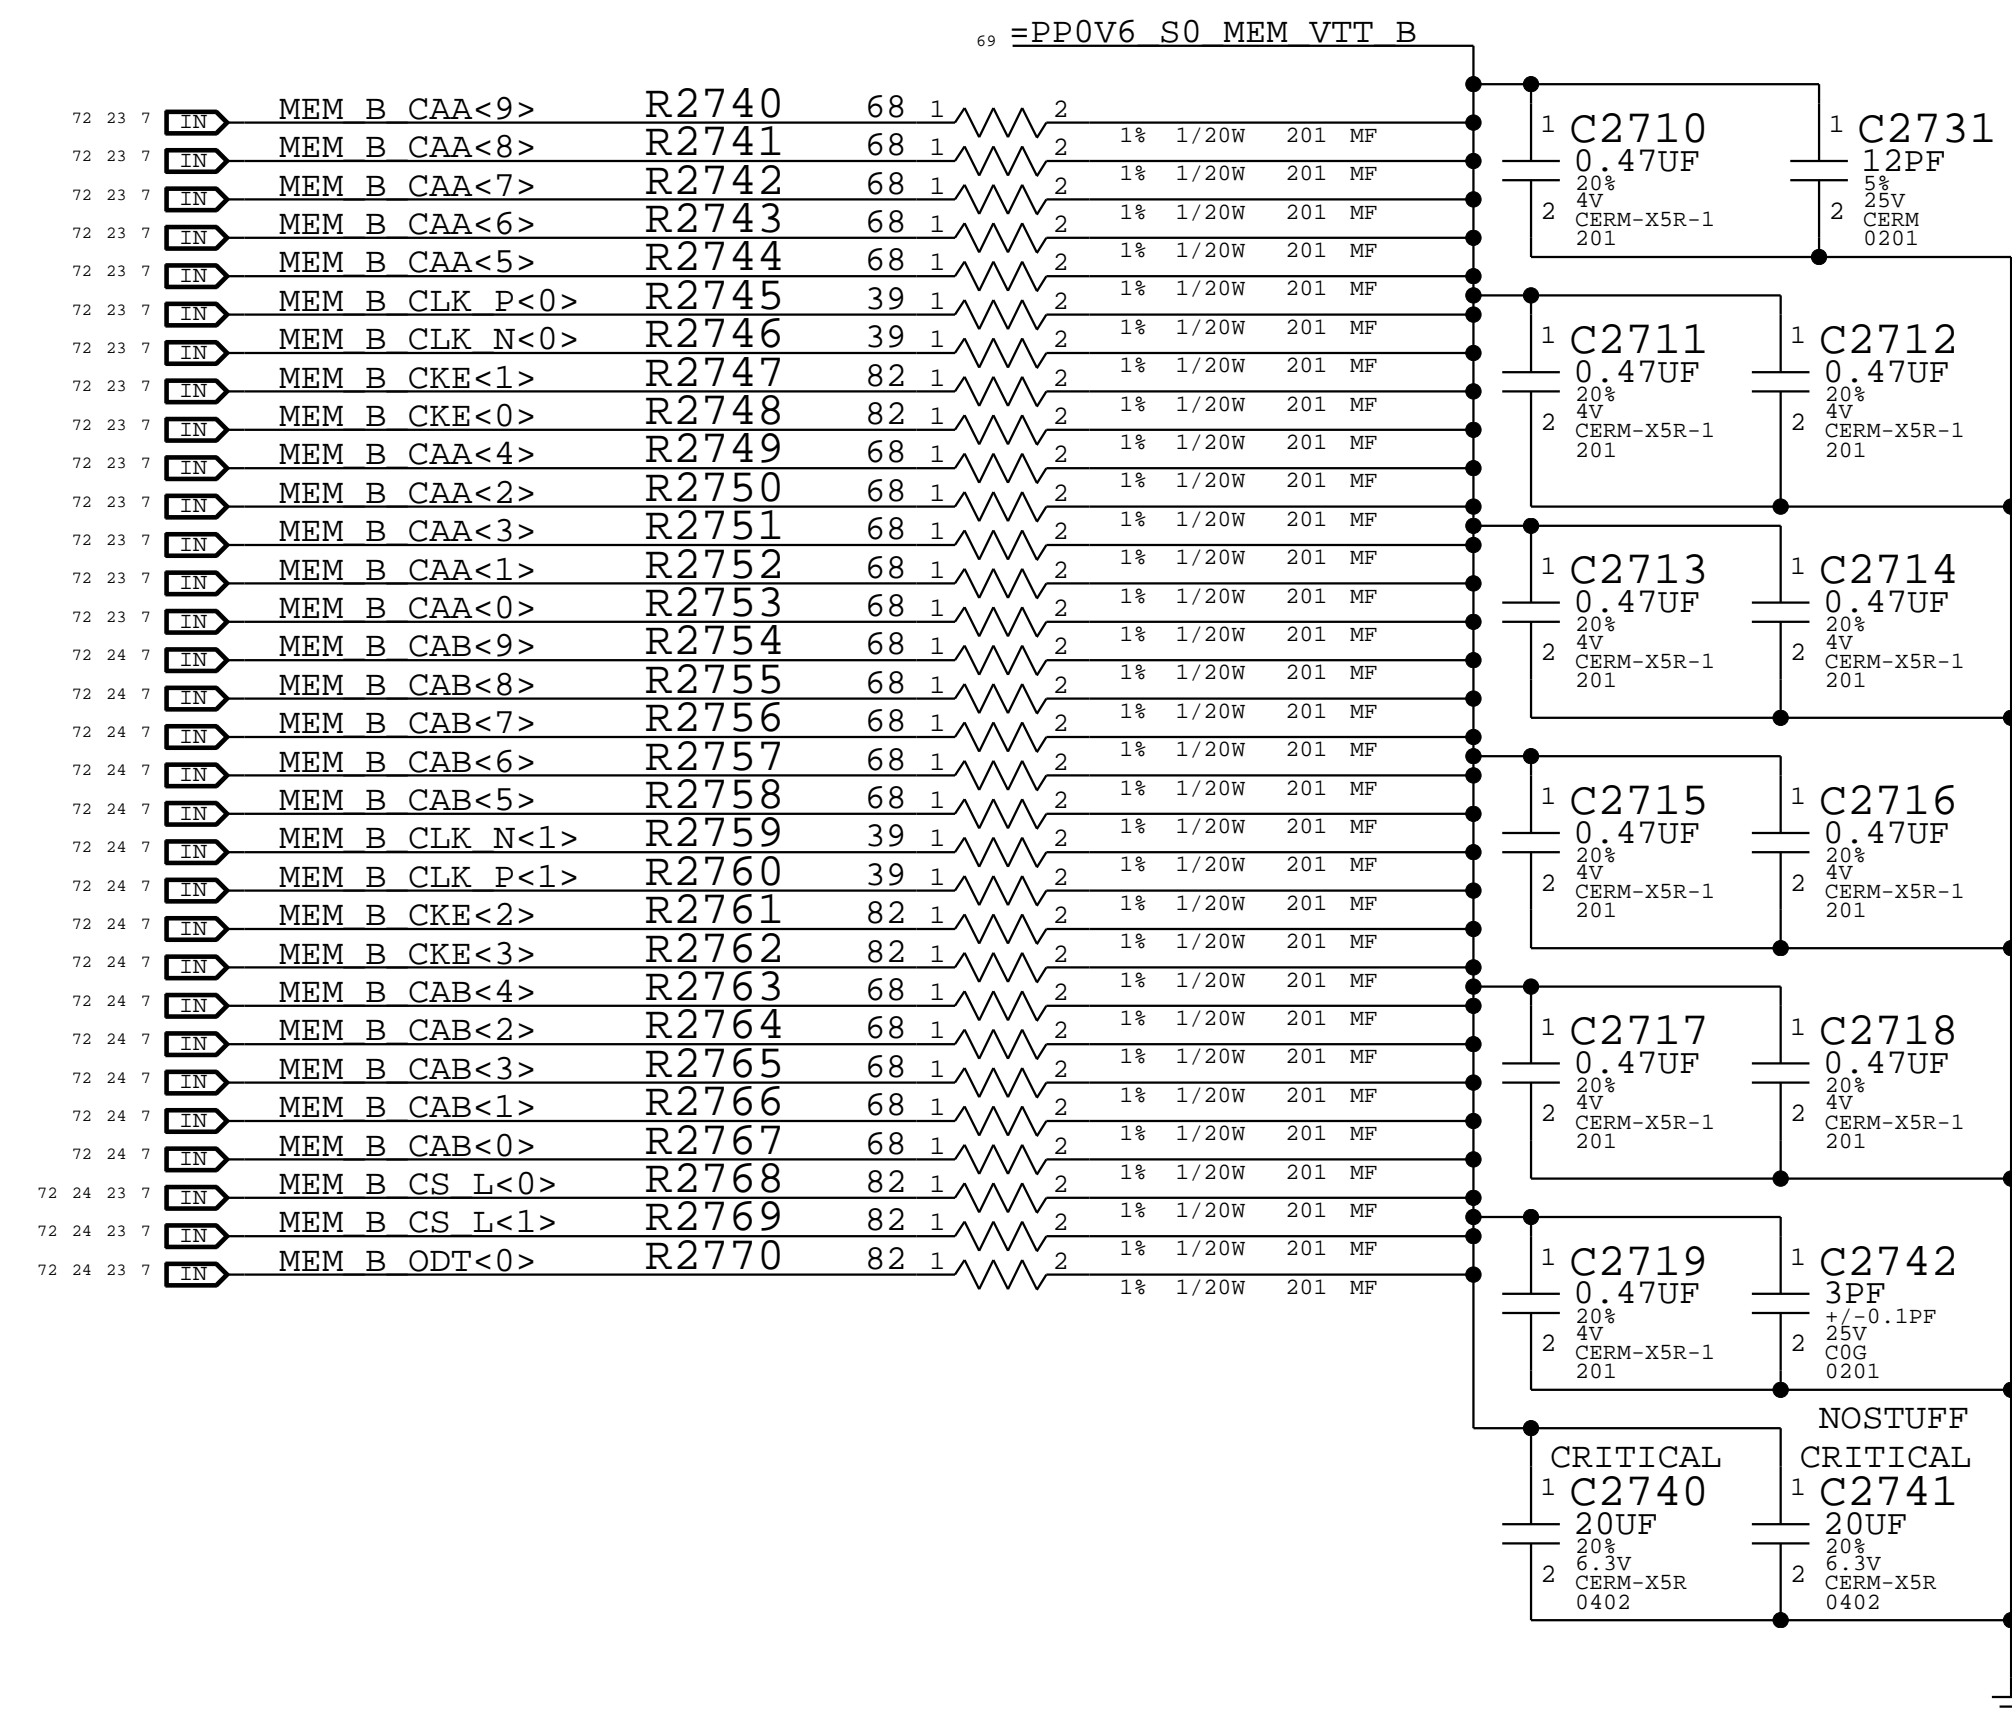 69 =PP0V6_S0_MEM_VTT_B
72 23 7 IN MEM_B_CAA<9> R2740 68 1 2
1% 1/20W 201 MF
72 23 7 IN MEM_B_CAA<8> R2741 68 1 2
1% 1/20W 201 MF
72 23 7 IN MEM_B_CAA<7> R2742 68 1 2
1% 1/20W 201 MF
72 23 7 IN MEM_B_CAA<6> R2743 68 1 2
1% 1/20W 201 MF
72 23 7 IN MEM_B_CAA<5> R2744 68 1 2
1% 1/20W 201 MF
72 23 7 IN MEM_B_CLK_P<0> R2745 39 1 2
1% 1/20W 201 MF
72 23 7 IN MEM_B_CLK_N<0> R2746 39 1 2
1% 1/20W 201 MF
72 23 7 IN MEM_B_CKE<1> R2747 82 1 2
1% 1/20W 201 MF
72 23 7 IN MEM_B_CKE<0> R2748 82 1 2
1% 1/20W 201 MF
72 23 7 IN MEM_B_CAA<4> R2749 68 1 2
1% 1/20W 201 MF
72 23 7 IN MEM_B_CAA<2> R2750 68 1 2
1% 1/20W 201 MF
72 23 7 IN MEM_B_CAA<3> R2751 68 1 2
1% 1/20W 201 MF
72 23 7 IN MEM_B_CAA<1> R2752 68 1 2
1% 1/20W 201 MF
72 23 7 IN MEM_B_CAA<0> R2753 68 1 2
1% 1/20W 201 MF
72 24 7 IN MEM_B_CAB<9> R2754 68 1 2
1% 1/20W 201 MF
72 24 7 IN MEM_B_CAB<8> R2755 68 1 2
1% 1/20W 201 MF
72 24 7 IN MEM_B_CAB<7> R2756 68 1 2
1% 1/20W 201 MF
72 24 7 IN MEM_B_CAB<6> R2757 68 1 2
1% 1/20W 201 MF
72 24 7 IN MEM_B_CAB<5> R2758 68 1 2
1% 1/20W 201 MF
72 24 7 IN MEM_B_CLK_N<1> R2759 39 1 2
1% 1/20W 201 MF
72 24 7 IN MEM_B_CLK_P<1> R2760 39 1 2
1% 1/20W 201 MF
72 24 7 IN MEM_B_CKE<2> R2761 82 1 2
1% 1/20W 201 MF
72 24 7 IN MEM_B_CKE<3> R2762 82 1 2
1% 1/20W 201 MF
72 24 7 IN MEM_B_CAB<4> R2763 68 1 2
1% 1/20W 201 MF
72 24 7 IN MEM_B_CAB<2> R2764 68 1 2
1% 1/20W 201 MF
72 24 7 IN MEM_B_CAB<3> R2765 68 1 2
1% 1/20W 201 MF
72 24 7 IN MEM_B_CAB<1> R2766 68 1 2
1% 1/20W 201 MF
72 24 7 IN MEM_B_CAB<0> R2767 68 1 2
1% 1/20W 201 MF
72 24 23 7 IN MEM_B_CS_L<0> R2768 82 1 2
1% 1/20W 201 MF
72 24 23 7 IN MEM_B_CS_L<1> R2769 82 1 2
1% 1/20W 201 MF
72 24 23 7 IN MEM_B_ODT<0> R2770 82 1 2
1% 1/20W 201 MF
1 C2710
0.47UF
20%
4V
2 CERM-X5R-1
201
1 C2731
12PF
5%
25V
2 CERM
0201
1 C2711
0.47UF
20%
4V
2 CERM-X5R-1
201
1 C2712
0.47UF
20%
4V
2 CERM-X5R-1
201
1 C2713
0.47UF
20%
4V
2 CERM-X5R-1
201
1 C2714
0.47UF
20%
4V
2 CERM-X5R-1
201
1 C2715
0.47UF
20%
4V
2 CERM-X5R-1
201
1 C2716
0.47UF
20%
4V
2 CERM-X5R-1
201
1 C2717
0.47UF
20%
4V
2 CERM-X5R-1
201
1 C2718
0.47UF
20%
4V
2 CERM-X5R-1
201
1 C2719
0.47UF
20%
4V
2 CERM-X5R-1
201
1 C2742
3PF
+/-0.1PF
25V
2 C0G
0201
CRITICAL
1 C2740
20UF
20%
6.3V
2 CERM-X5R
0402
NOSTUFF
CRITICAL
1 C2741
20UF
20%
6.3V
2 CERM-X5R
0402